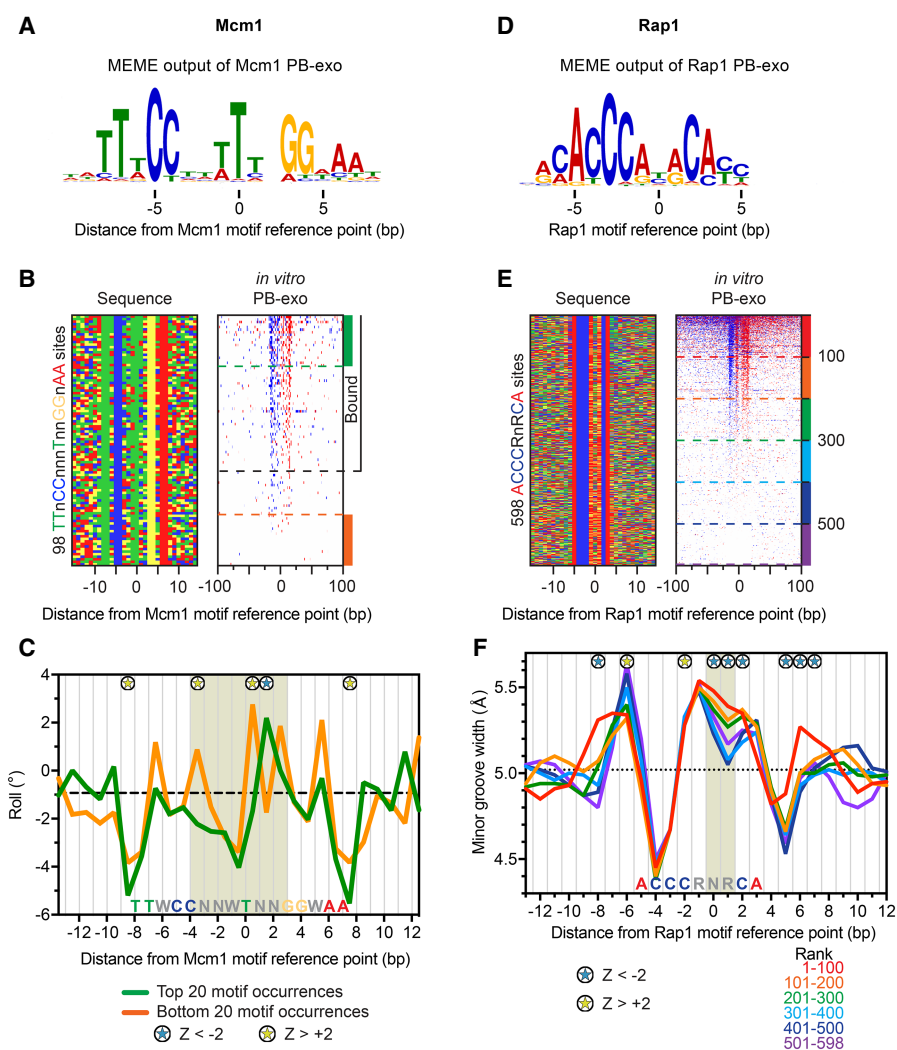 A
Mcm1
MEME output of Mcm1 PB-exo
-5 0 5
Distance from Mcm1 motif reference point (bp)
D
Rap1
MEME output of Rap1 PB-exo
-5 0 5
Rap1 motif reference point (bp)
B
Sequence
in vitro
PB-exo
98 TTnCCnnnTnnGGnAA sites
Bound
-10 0 10
-100 0 100
Distance from Mcm1 motif reference point (bp)
E
Sequence
in vitro
PB-exo
598 ACCCRnRCA sites
100
300
500
-10 0 10
-100 0 100
Distance from Rap1 motif reference point (bp)
C
Roll (°)
4
2
0
-2
-4
-6
TTWCCNNWTNNGGWAA
-12 -10 -8 -6 -4 -2 0 2 4 6 8 10 12
Distance from Mcm1 motif reference point (bp)
Top 20 motif occurrences
Bottom 20 motif occurrences
Z < -2
Z > +2
F
Minor groove width (Å)
5.5
5.0
4.5
ACCCRNRCA
-12 -10 -8 -6 -4 -2 0 2 4 6 8 10 12
Distance from Rap1 motif reference point (bp)
Z < -2
Z > +2
Rank
1-100
101-200
201-300
301-400
401-500
501-598